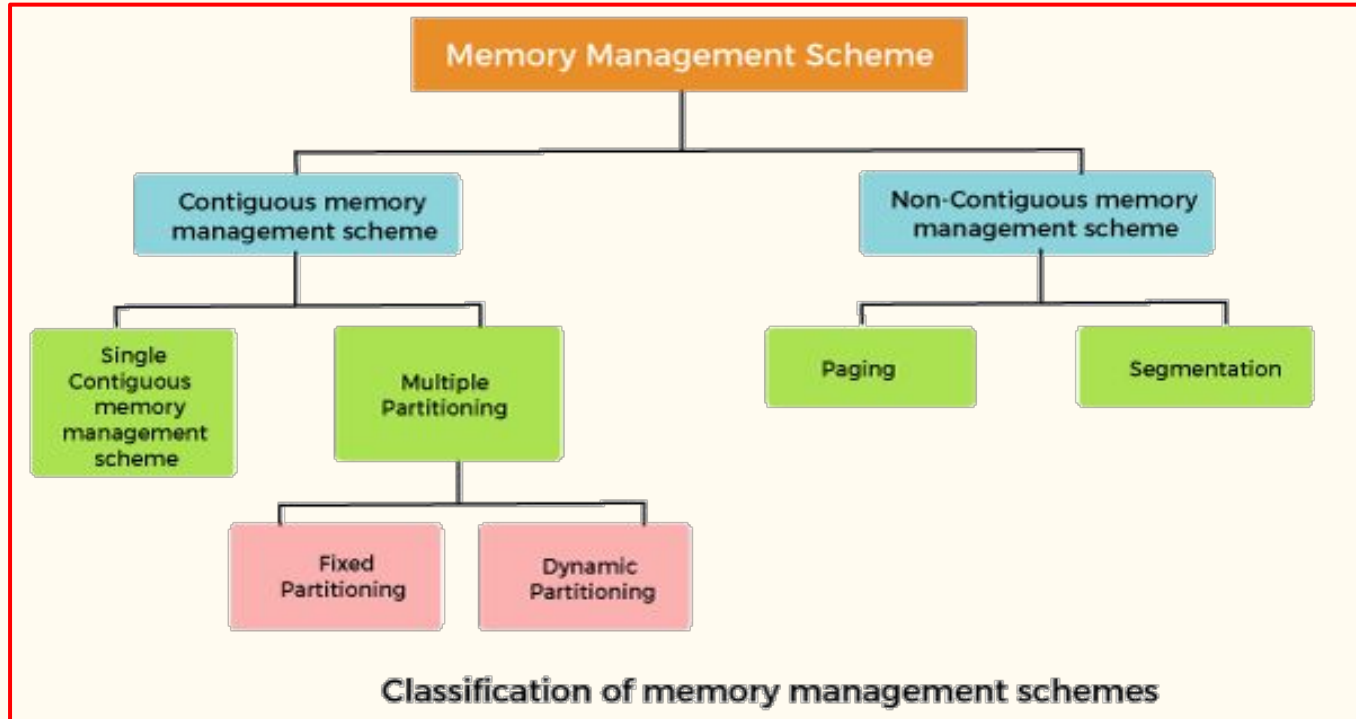 Memory Management Scheme
Contiguous memory
management scheme
Non-Contiguous memory
management scheme
Single
Contiguous
memory
management
scheme
Multiple
Partitioning
Paging
Segmentation
Fixed
Partitioning
Dynamic
Partitioning
Classification of memory management schemes